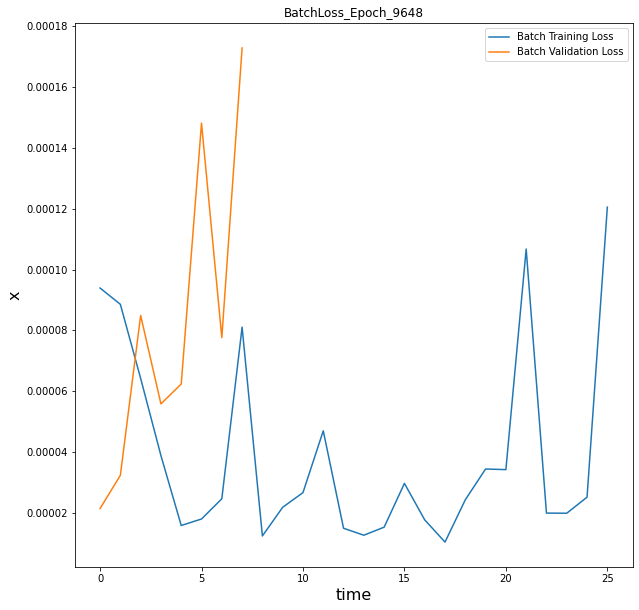 BatchLoss_Epoch_9648
Batch Training Loss
Batch Validation Loss
0.00018
0.00016
0.00014
0.00012
0.00010
0.00008
0.00006
0.00004
0.00002
x
0 5 10 15 20 25
time